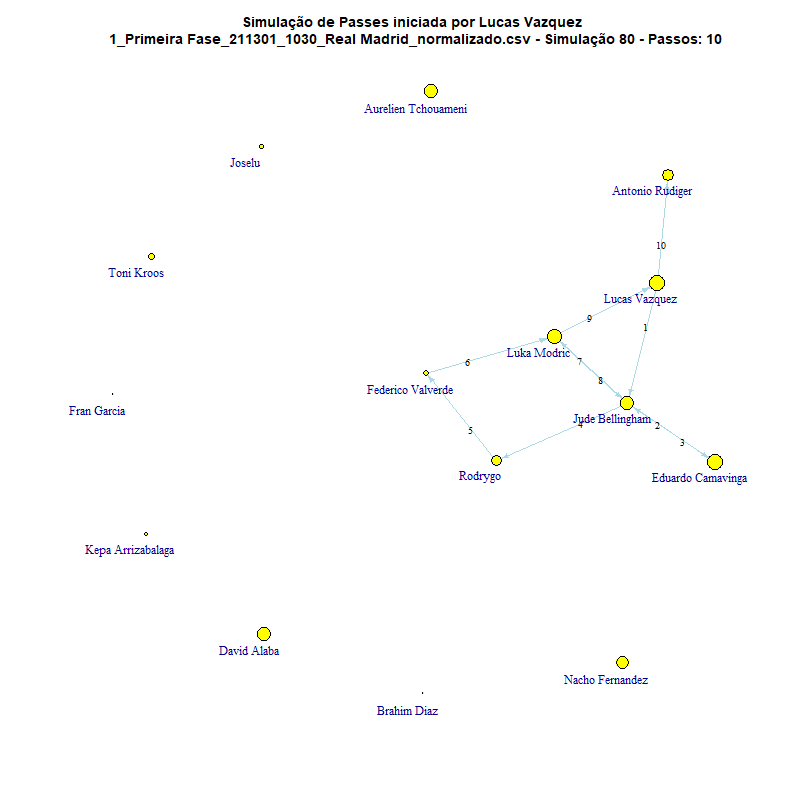 Simulação de Passes iniciada por Lucas Vazquez
1_Primeira Fase_211301_1030_Real Madrid_normalizado.csv - Simulação 80 - Passos: 10
Aurelien Tchouameni
Joselu
Antonio Rudiger
10
Toni Kroos
Lucas Vazquez
9
1
Luka Modric
6
7
Federico Valverde
8
Fran Garcia
Jude Bellingham
4
2
5
3
Rodrygo
Eduardo Camavinga
Kepa Arrizabalaga
David Alaba
Nacho Fernandez
Brahim Diaz